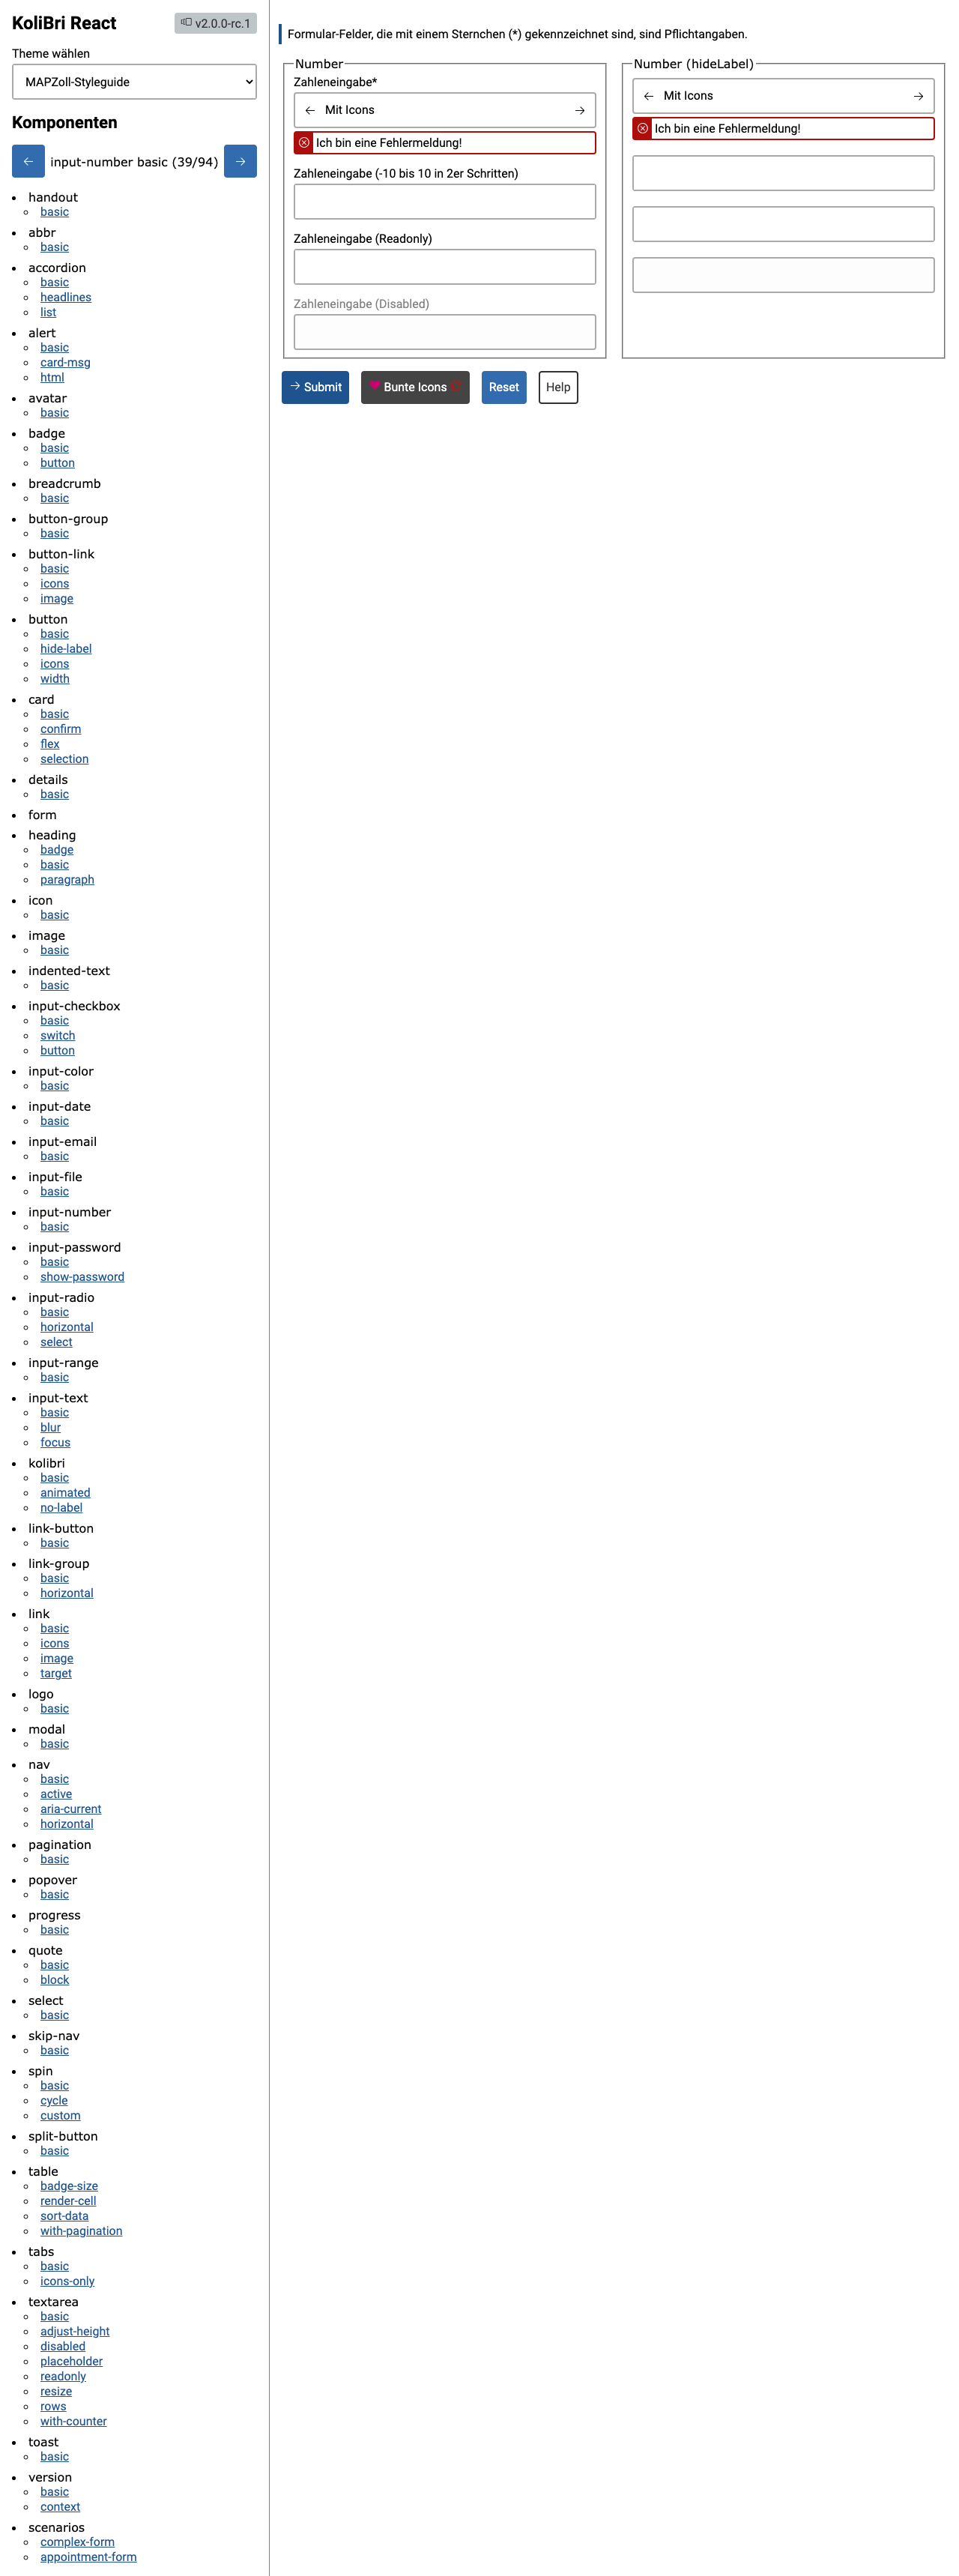 KoliBri React
v2.0.0-rc.1
Theme wählen
MAPZoll-Styleguide
Komponenten
input-number basic (39/94)
handout
basic
abbr
basic
accordion
basic
headlines
list
alert
basic
card-msg
html
avatar
basic
badge
basic
button
breadcrumb
basic
button-group
basic
button-link
basic
icons
image
button
basic
hide-label
icons
width
card
basic
confirm
flex
selection
details
basic
form
heading
badge
basic
paragraph
icon
basic
image
basic
indented-text
basic
input-checkbox
basic
switch
button
input-color
basic
input-date
basic
input-email
basic
input-file
basic
input-number
basic
input-password
basic
show-password
input-radio
basic
horizontal
select
input-range
basic
input-text
basic
blur
focus
kolibri
basic
animated
no-label
link-button
basic
link-group
basic
horizontal
link
basic
icons
image
target
logo
basic
modal
basic
nav
basic
active
aria-current
horizontal
pagination
basic
popover
basic
progress
basic
quote
basic
block
select
basic
skip-nav
basic
spin
basic
cycle
custom
split-button
basic
table
badge-size
render-cell
sort-data
with-pagination
tabs
basic
icons-only
textarea
basic
adjust-height
disabled
placeholder
readonly
resize
rows
with-counter
toast
basic
version
basic
context
scenarios
complex-form
appointment-form
Formular-Felder, die mit einem Sternchen (*) gekennzeichnet sind, sind Pflichtangaben.
Number
Zahleneingabe*
Mit Icons
Ich bin eine Fehlermeldung!
Zahleneingabe (-10 bis 10 in 2er Schritten)
Zahleneingabe (Readonly)
Zahleneingabe (Disabled)
Number (hideLabel)
Mit Icons
Ich bin eine Fehlermeldung!
Submit
Bunte Icons
Reset
Help